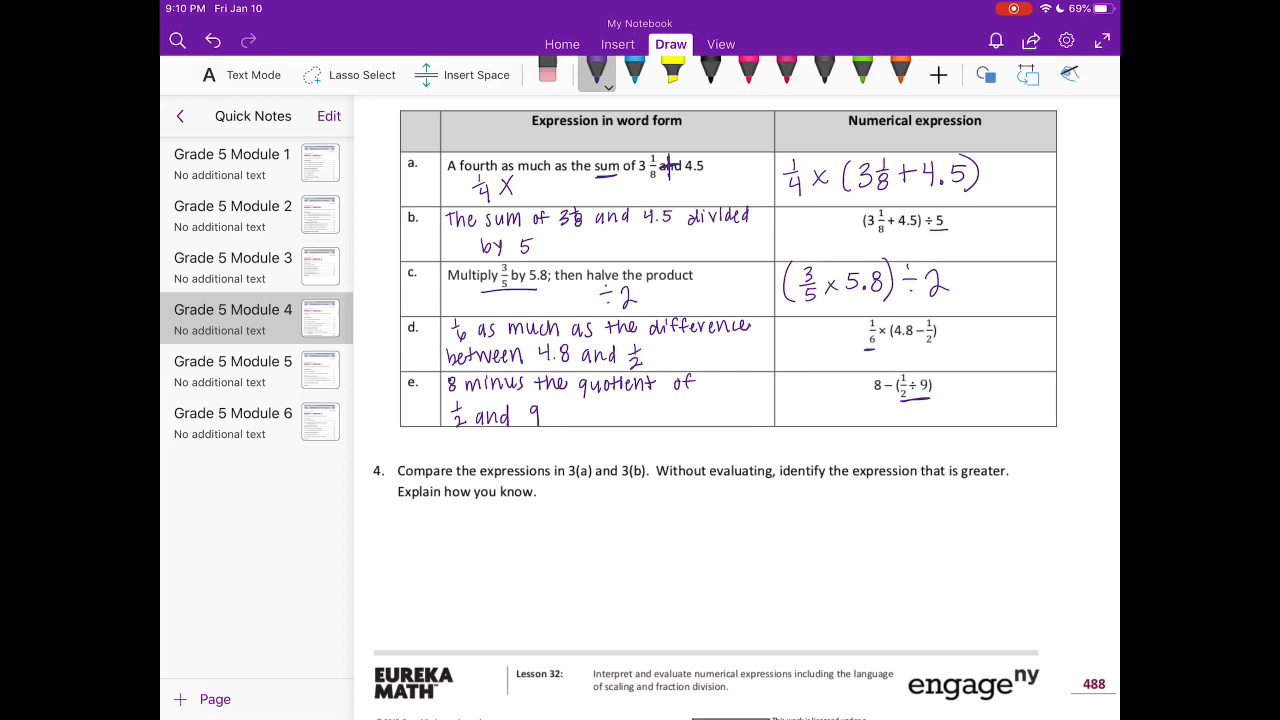 9:10 PM Fri Jan 10
69%
My Notebook
Home Insert Draw View
A Text Mode Lasso Select Insert Space
Quick Notes Edit
Grade 5 Module 1
No additional text
Grade 5 Module 2
No additional text
Grade 5 Module 3
No additional text
Grade 5 Module 4
No additional text
Grade 5 Module 5
No additional text
Grade 5 Module 6
No additional text
Page
Expression in word form Numerical expression
a. A fourth as much as the sum of 3 1/8 and 4.5
1/4 ×
+
1/4 × (3 1/8 + 4.5)
b. The sum of 3 1/8 and 4.5 divided
by 5
(3 1/8 + 4.5) ÷ 5
c. Multiply 3/5 by 5.8; then halve the product
÷ 2
(3/5 × 5.8) ÷ 2
d. 1/6 much as the difference
between 4.8 and 1/2
1/6 × (4.8 − 1/2)
e. 8 minus the quotient of
1/2 9
8 − (1/2 ÷ 9)
4. Compare the expressions in 3(a) and 3(b). Without evaluating, identify the expression that is greater.
Explain how you know.
EUREKA
MATH™
Lesson 32: Interpret and evaluate numerical expressions including the language
of scaling and fraction division.
engage ny
488